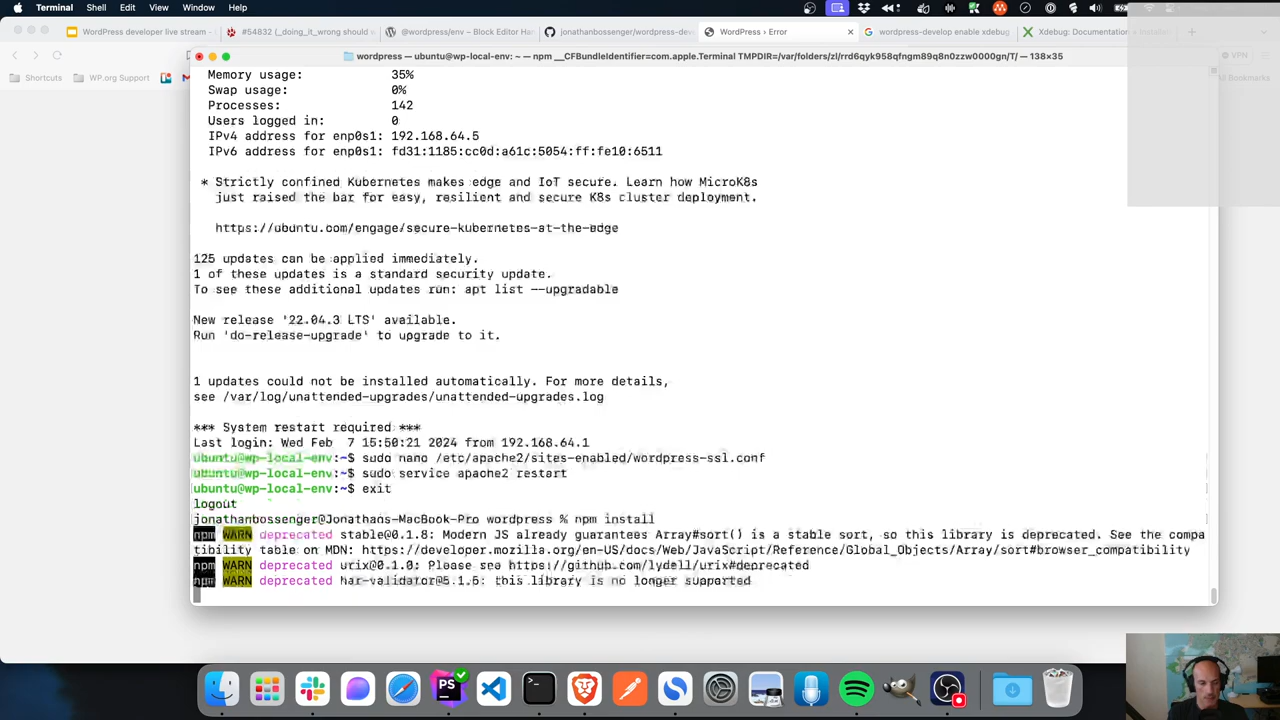 Terminal Shell Edit View Window Help
WordPress developer live stream -
#54832 (_doing_it_wrong should
@wordpress/env – Block Editor Han
jonathanbossenger/wordpress-dev
WordPress › Error
wordpress-develop enable xdebug
Xdebug: Documentation
Shortcuts
WP.org Support
VPN
Bookmarks
wordpress — ubuntu@wp-local-env: ~ — npm __CFBundleIdentifier=com.apple.Terminal TMPDIR=/var/folders/zl/rrd6qyk958qfngm89q8n0zzw0000gn/T/ — 138×35
Memory usage: 35%
Swap usage: 0%
Processes: 142
Users logged in: 0
IPv4 address for enp0s1: 192.168.64.5
IPv6 address for enp0s1: fd31:1185:cc0d:a61c:5054:ff:fe10:6511
* Strictly confined Kubernetes makes edge and IoT secure. Learn how MicroK8s
just raised the bar for easy, resilient and secure K8s cluster deployment.
https://ubuntu.com/engage/secure-kubernetes-at-the-edge
125 updates can be applied immediately.
1 of these updates is a standard security update.
To see these additional updates run: apt list --upgradable
New release '22.04.3 LTS' available.
Run 'do-release-upgrade' to upgrade to it.
1 updates could not be installed automatically. For more details,
see /var/log/unattended-upgrades/unattended-upgrades.log
*** System restart required ***
Last login: Wed Feb 7 15:50:21 2024 from 192.168.64.1
ubuntu@wp-local-env:~$ sudo nano /etc/apache2/sites-enabled/wordpress-ssl.conf
ubuntu@wp-local-env:~$ sudo service apache2 restart
ubuntu@wp-local-env:~$ exit
logout
jonathanbossenger@Jonathans-MacBook-Pro wordpress % npm install
npm WARN deprecated stable@0.1.8: Modern JS already guarantees Array#sort() is a stable sort, so this library is deprecated. See the compa
tibility table on MDN: https://developer.mozilla.org/en-US/docs/Web/JavaScript/Reference/Global_Objects/Array/sort#browser_compatibility
npm WARN deprecated urix@0.1.0: Please see https://github.com/lydell/urix#deprecated
npm WARN deprecated har-validator@5.1.5: this library is no longer supported
PS